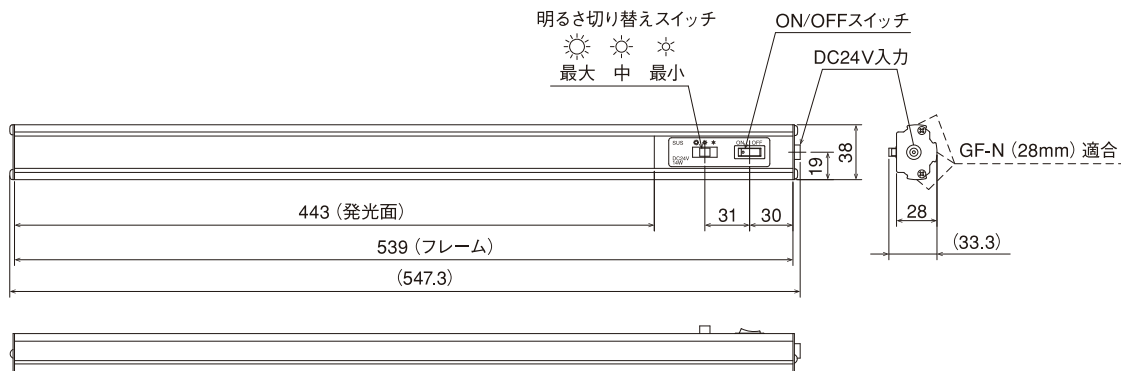 明るさ切り替えスイッチ
最大 中 最小
ON/OFFスイッチ
DC24V入力
SUS
DC24V
14W
ON OFF
19
38
GF-N（28mm）適合
443（発光面）
31
30
28
539（フレーム）
(33.3)
(547.3)